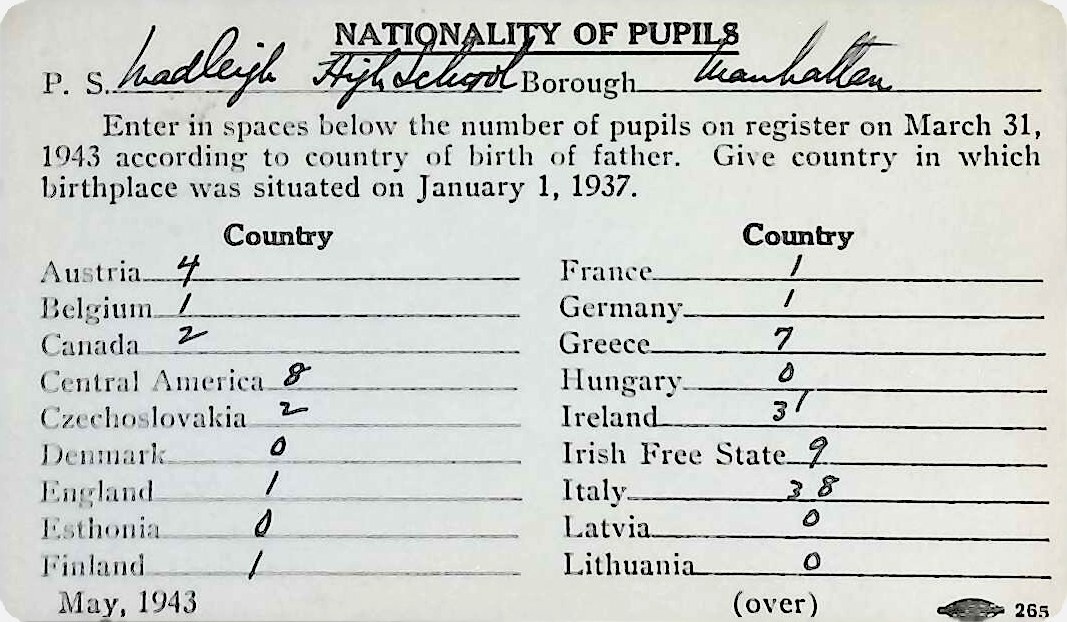 NATIONALITY OF PUPILS
P. S. Wadleigh High School Borough Manhattan
Enter in spaces below the number of pupils on register on March 31,
1943 according to country of birth of father. Give country in which
birthplace was situated on January 1, 1937.
Country
Austria 4
Belgium 1
Canada 2
Central America 8
Czechoslovakia 2
Denmark 0
England 1
Esthonia 0
Finland 1
May, 1943
Country
France 1
Germany 1
Greece 7
Hungary 0
Ireland 31
Irish Free State 9
Italy 38
Latvia 0
Lithuania 0
(over)
265